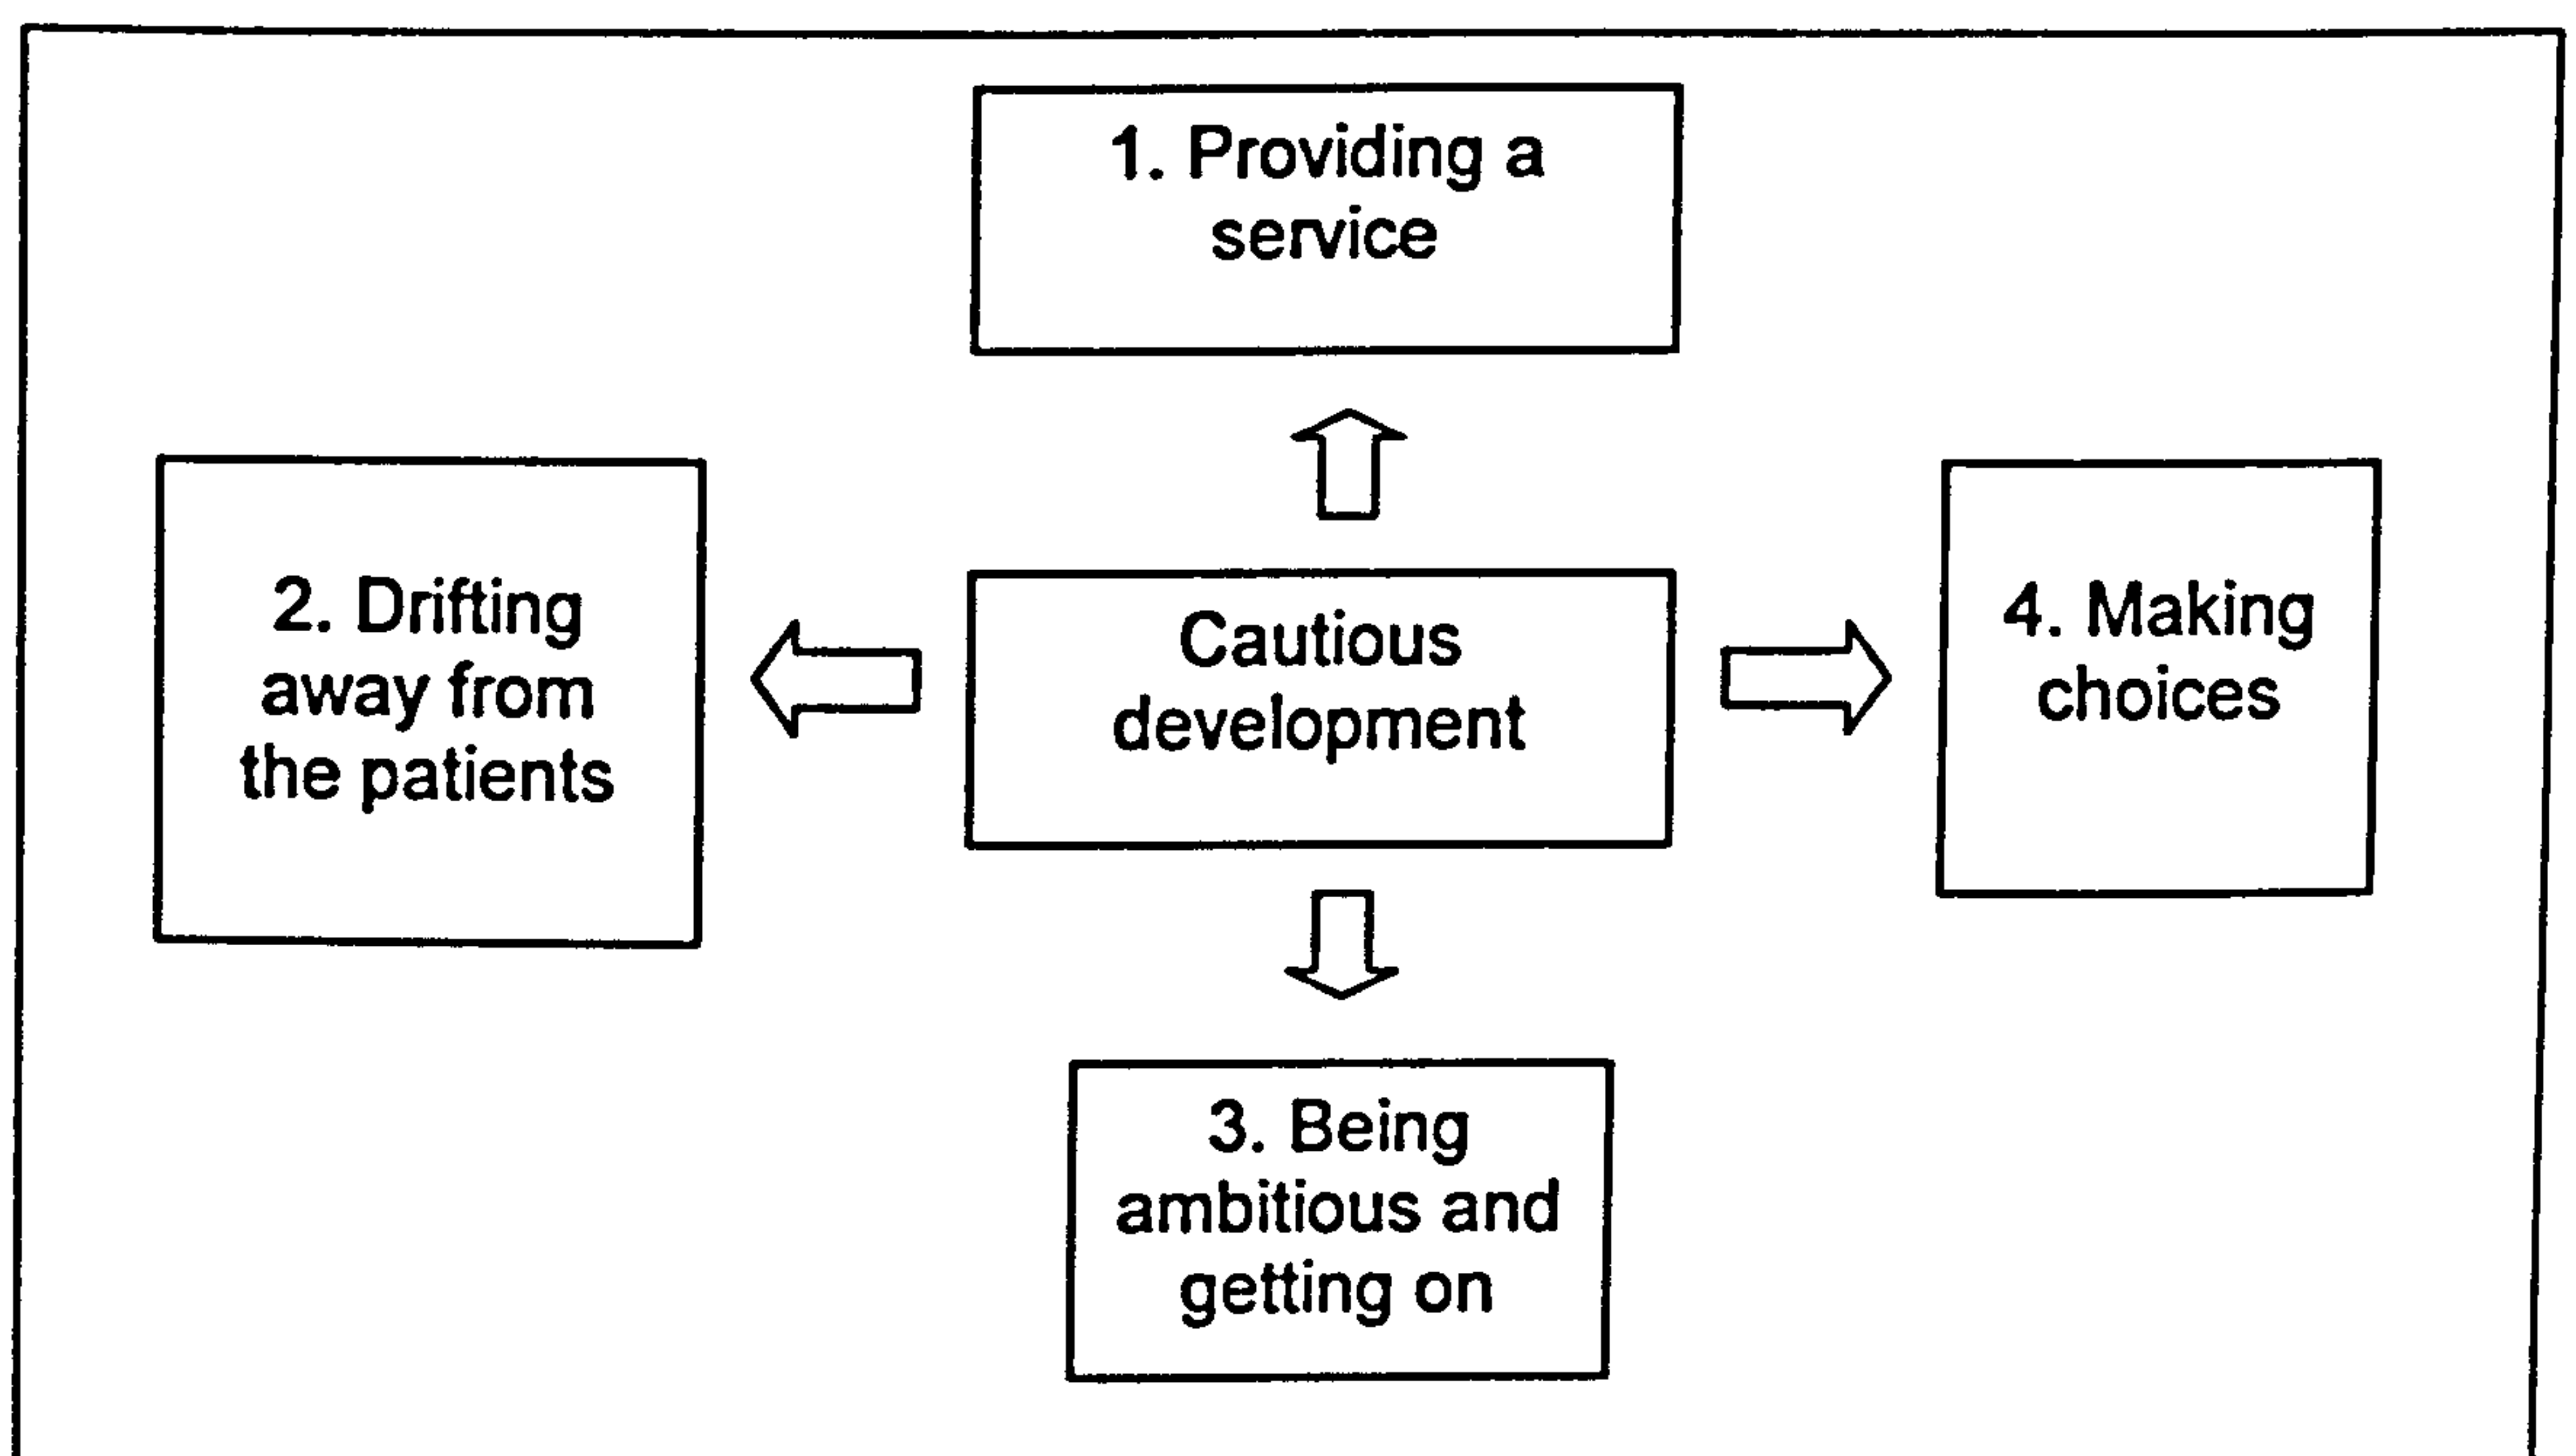 1. Providing a
service
2. Drifting
away from
the patients
Cautious
development
4. Making
choices
3. Being
ambitious and
getting on